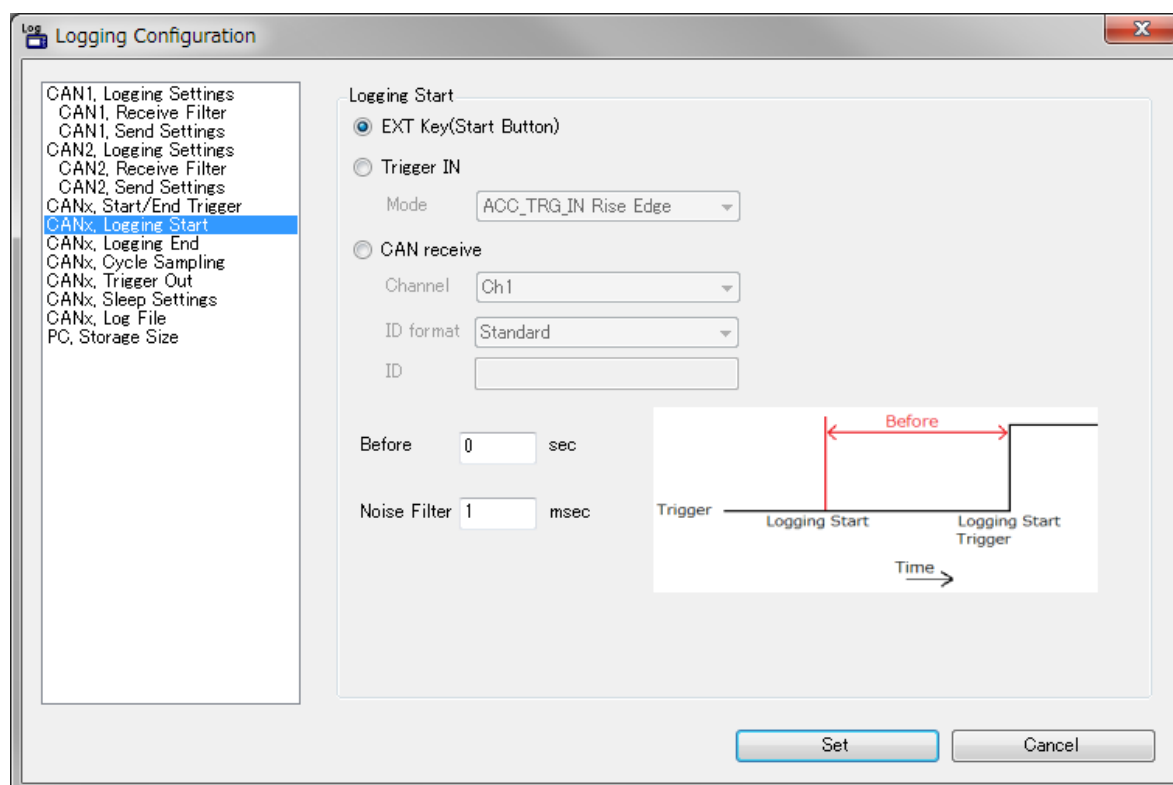 Log
Logging Configuration
X
CAN1, Logging Settings
CAN1, Receive Filter
CAN1, Send Settings
CAN2, Logging Settings
CAN2, Receive Filter
CAN2, Send Settings
CANx, Start/End Trigger
CANx, Logging Start
CANx, Logging End
CANx, Cycle Sampling
CANx, Trigger Out
CANx, Sleep Settings
CANx, Log File
PC, Storage Size
Logging Start
EXT Key(Start Button)
Trigger IN
Mode ACC_TRG_IN Rise Edge
CAN receive
Channel Ch1
ID format Standard
ID
Before 0 sec
Noise Filter 1 msec
Before
Trigger
Logging Start
Logging Start
Trigger
Time
Set Cancel